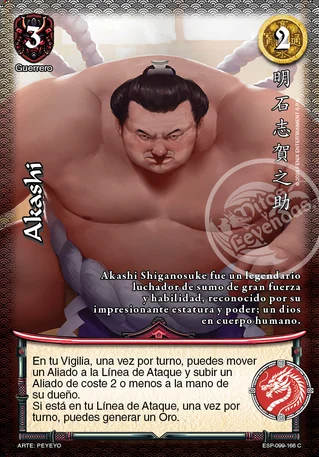 3
Guerrero
2
明石志賀之助
Akashi
Mitos y Leyendas
Akashi Shiganosuke fue un legendario
luchador de sumo de gran fuerza
y habilidad, reconocido por su
impresionante estatura y poder; un dios
en cuerpo humano.
En tu Vigilia, una vez por turno, puedes mover
un Aliado a la Línea de Ataque y subir un
Aliado de coste 2 o menos a la mano de
su dueño.
Si está en tu Línea de Ataque, una vez por
turno, puedes generar un Oro.
ARTE: PEYEYO
ESP-099-166 C